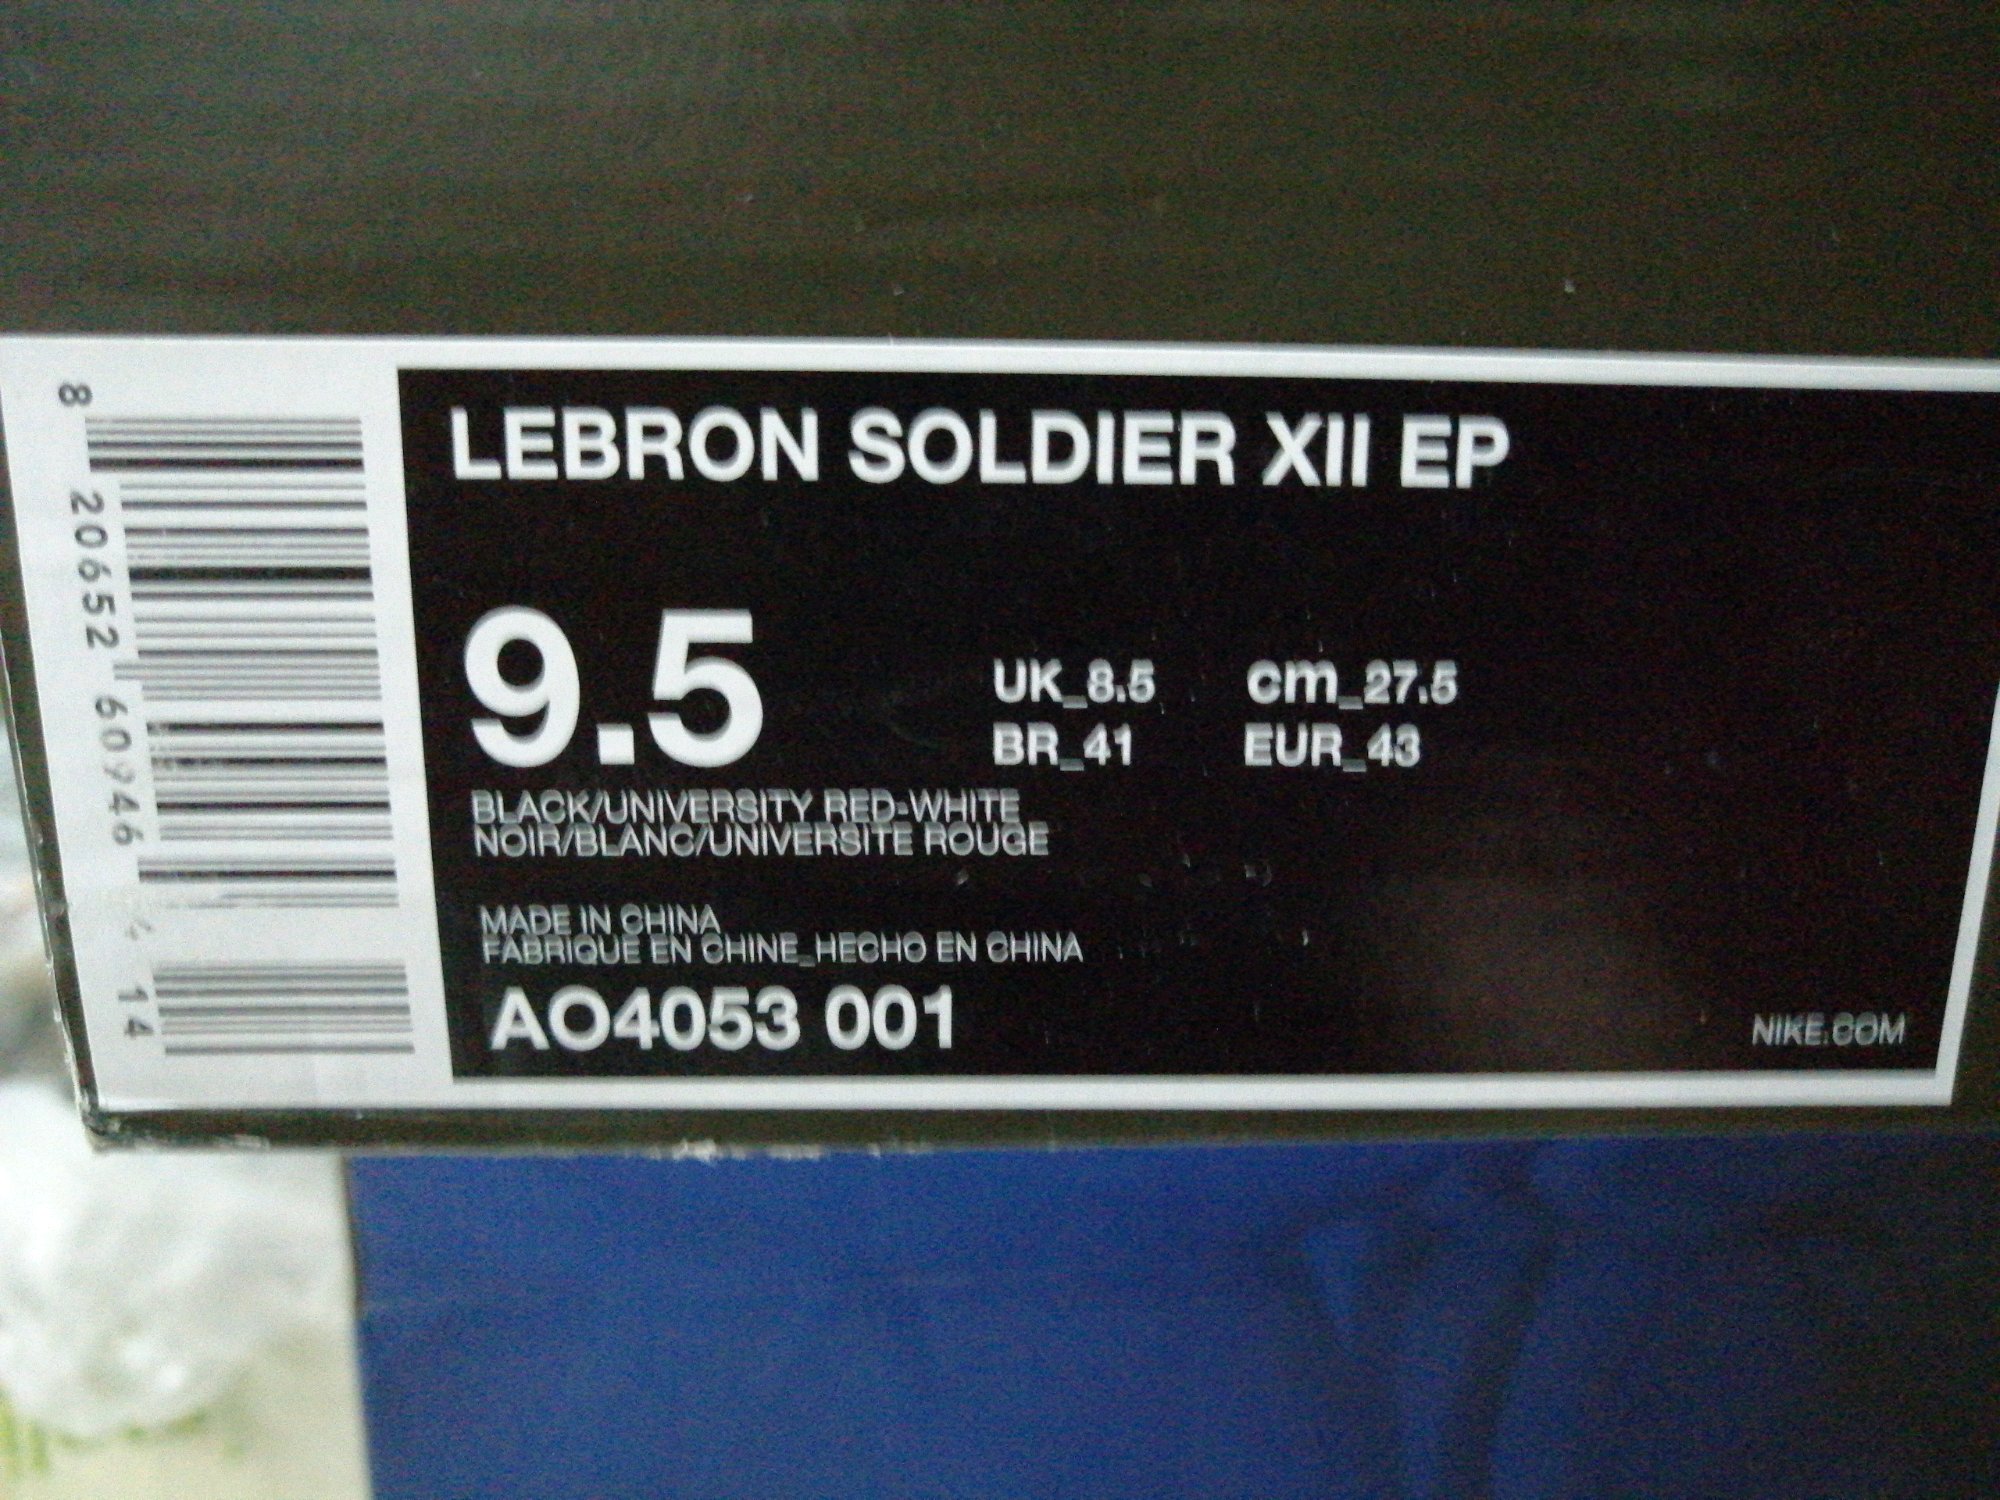 LEBRON SOLDIER XII EP
9.5
UK_8.5 cm_27.5
BR_41 EUR_43
BLACK/UNIVERSITY RED-WHITE
NOIR/BLANC/UNIVERSITE ROUGE
MADE IN CHINA
FABRIQUE EN CHINE_HECHO EN CHINA
AO4053 001
NIKE.COM
8 20652 60946 14